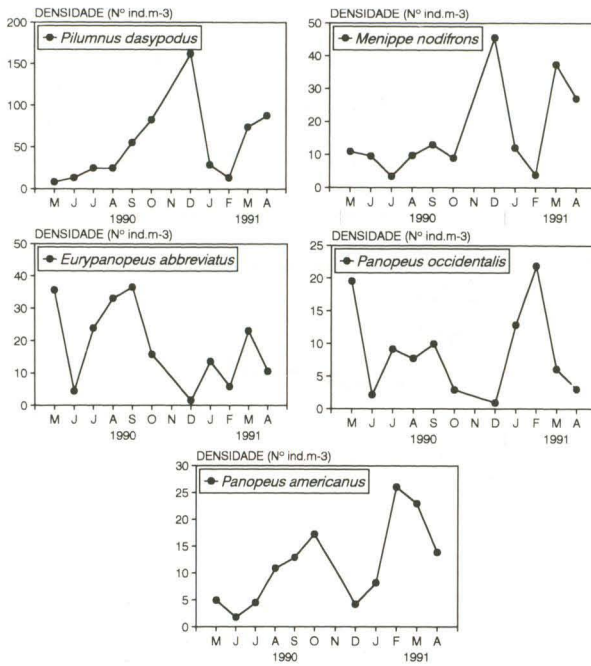 DENSIDADE (Nº ind.m-3)
Pilumnus dasypodus
200
150
100
50
0
M J J A S O N D J F M A
1990 1991
DENSIDADE (Nº ind.m-3)
Menippe nodifrons
50
40
30
20
10
0
M J J A S O N D J F M A
1990 1991
DENSIDADE (Nº ind.m-3)
Eurypanopeus abbreviatus
50
40
30
20
10
0
M J J A S O N D J F M A
1990 1991
DENSIDADE (Nº ind.m-3)
Panopeus occidentalis
25
20
15
10
5
0
M J J A S O N D J F M A
1990 1991
DENSIDADE (Nº ind.m-3)
Panopeus americanus
30
25
20
15
10
5
0
M J J A S O N D J F M A
1990 1991